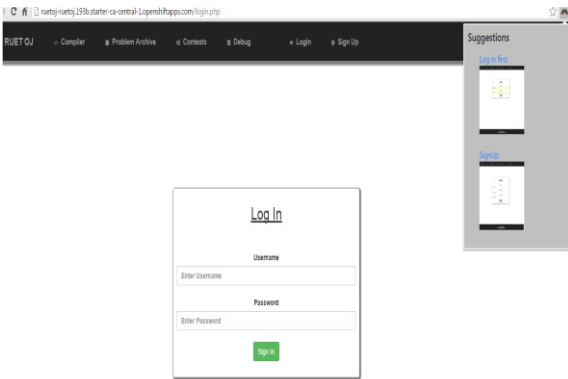 ruetoj-ruetoj.193b.starter-ca-central-1.openshiftapps.com/login.php
RUET OJ
Compiler
Problem Archive
Contests
Debug
Login
Sign Up
Suggestions
Log in first
SignUp
Log In
Username
Enter Username
Password
Enter Password
Sign In